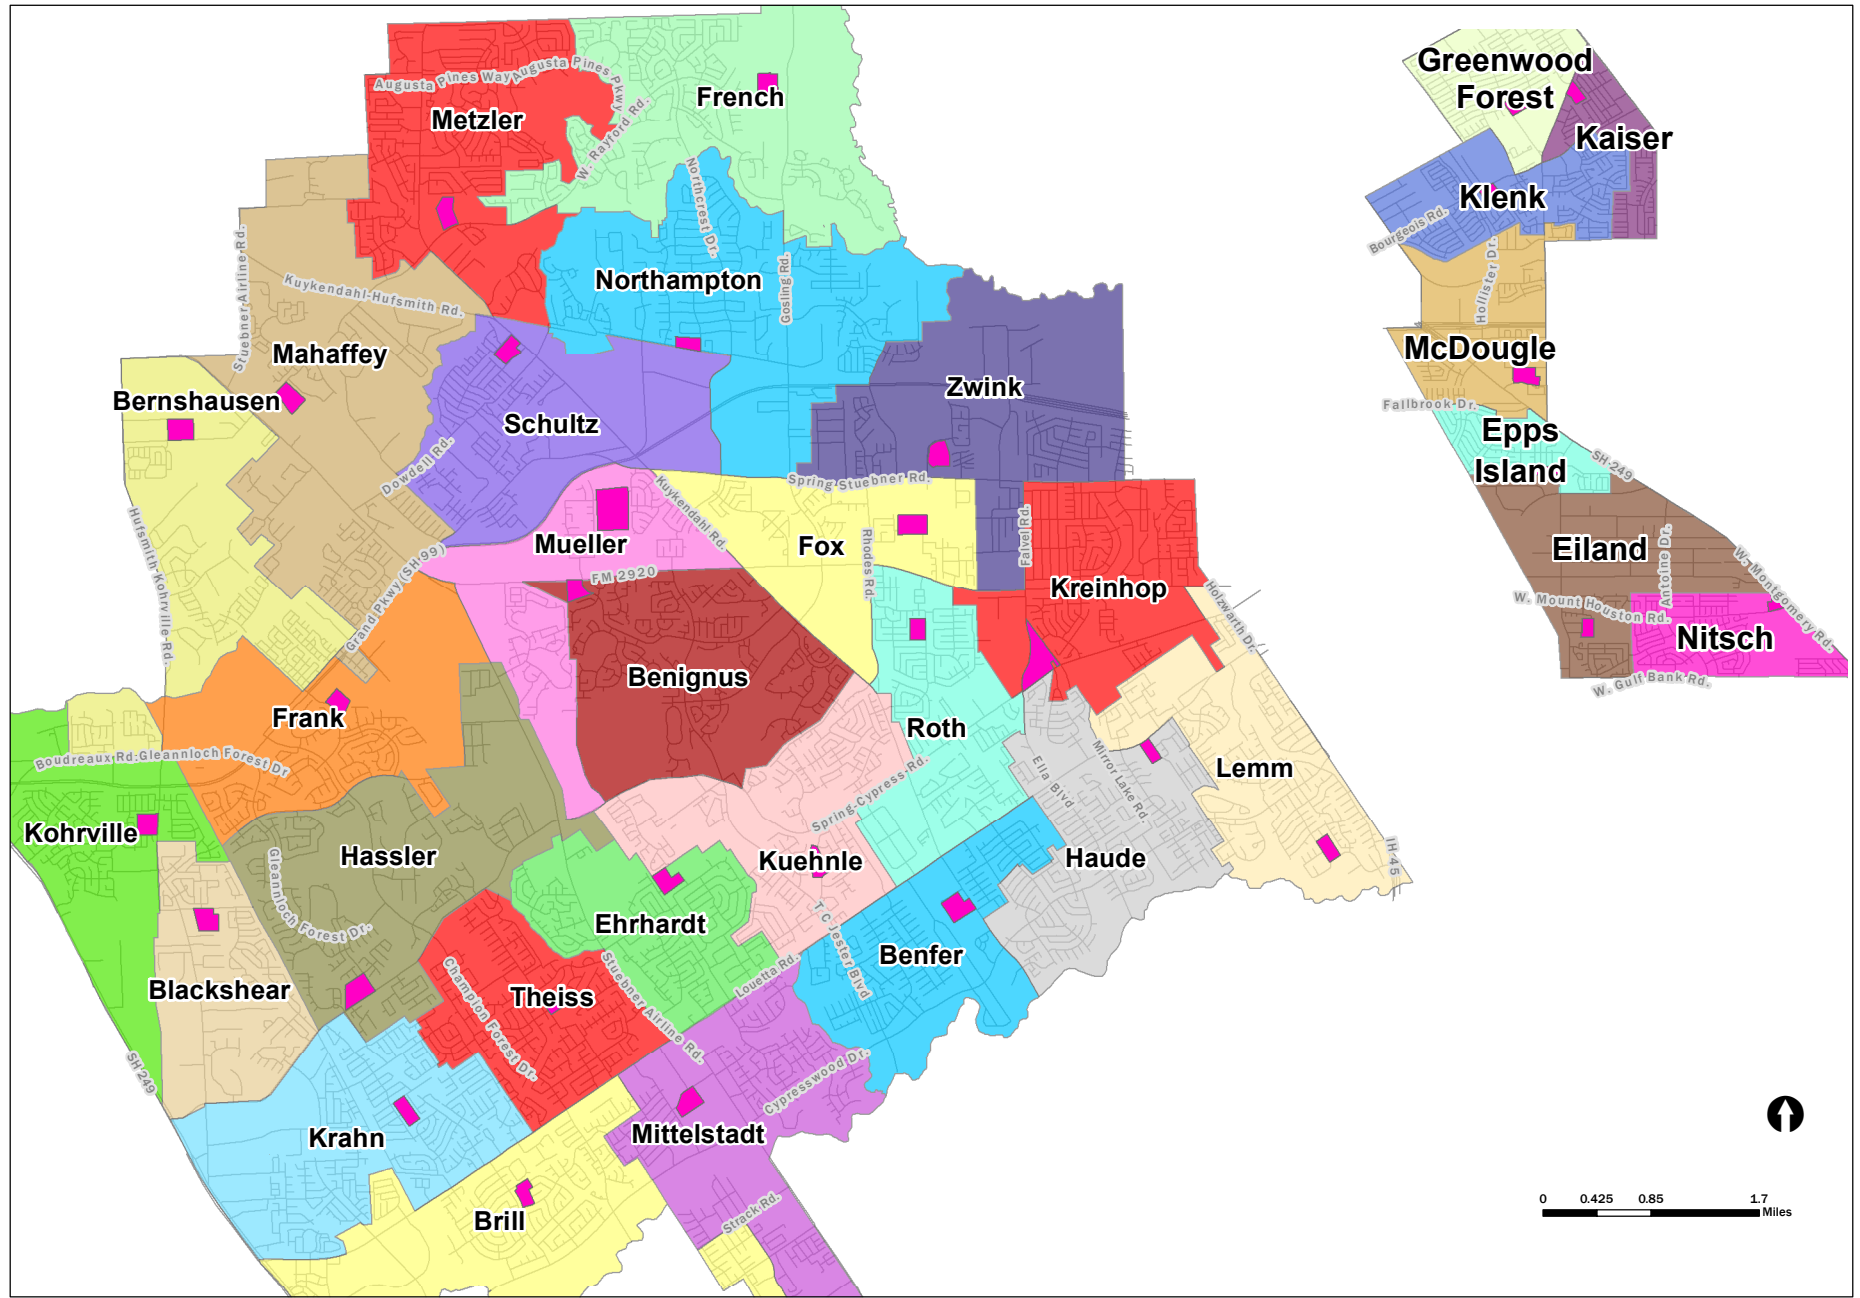 Greenwood
Forest
Augusta Pines Way
Augusta Pines Pkwy
French
Metzler
W. Rayford Rd.
Kaiser
Klenk
Northcrest Dr.
Bourgeois Rd.
Stuebner Airline Rd.
Kuykendahl-Hufsmith Rd.
Northampton
Gosling Rd.
Hollister Dr.
Mahaffey
McDougle
Bernshausen
Zwink
Fallbrook Dr.
Schultz
Epps
Island
Dowdell Rd.
SH-249
Spring Stuebner Rd.
Kuykendahl Rd.
Hufsmith-Kohrville-Rd.
Mueller
Fox
Rhodes Rd.
Falvel Rd.
Eiland
Antoine Dr.
W. Montgomery Rd.
FM 2920
Grand Pkwy (SH-99)
Kreinhop
Holzwarth Dr.
W. Mount Houston Rd.
Nitsch
Benignus
W. Gulf Bank Rd.
Frank
Roth
Boudreaux Rd.
Gleannloch Forest Dr
Ella Blvd
Mirror Lake Rd.
Lemm
Spring-Cypress-Rd.
Kohrville
Hassler
Kuehnle
Haude
IH 45
Gleannloch Forest Dr.
Ehrhardt
T C Jester Blvd
Benfer
Blackshear
Theiss
Champion Forest Dr.
Stuebner Airline Rd.
Louetta Rd.
SH 249
Cypresswood Dr.
Krahn
Mittelstadt
Brill
Strack Rd.
0 0.425 0.85 1.7
Miles